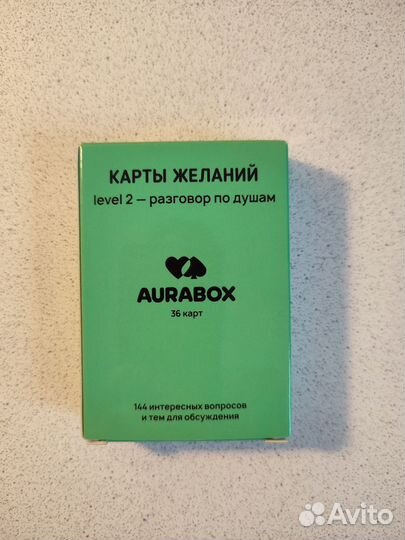 КАРТЫ ЖЕЛАНИЙ
level 2 — разговор по душам
AURABOX
36 карт
144 интересных вопросов
и тем для обсуждения
Avito